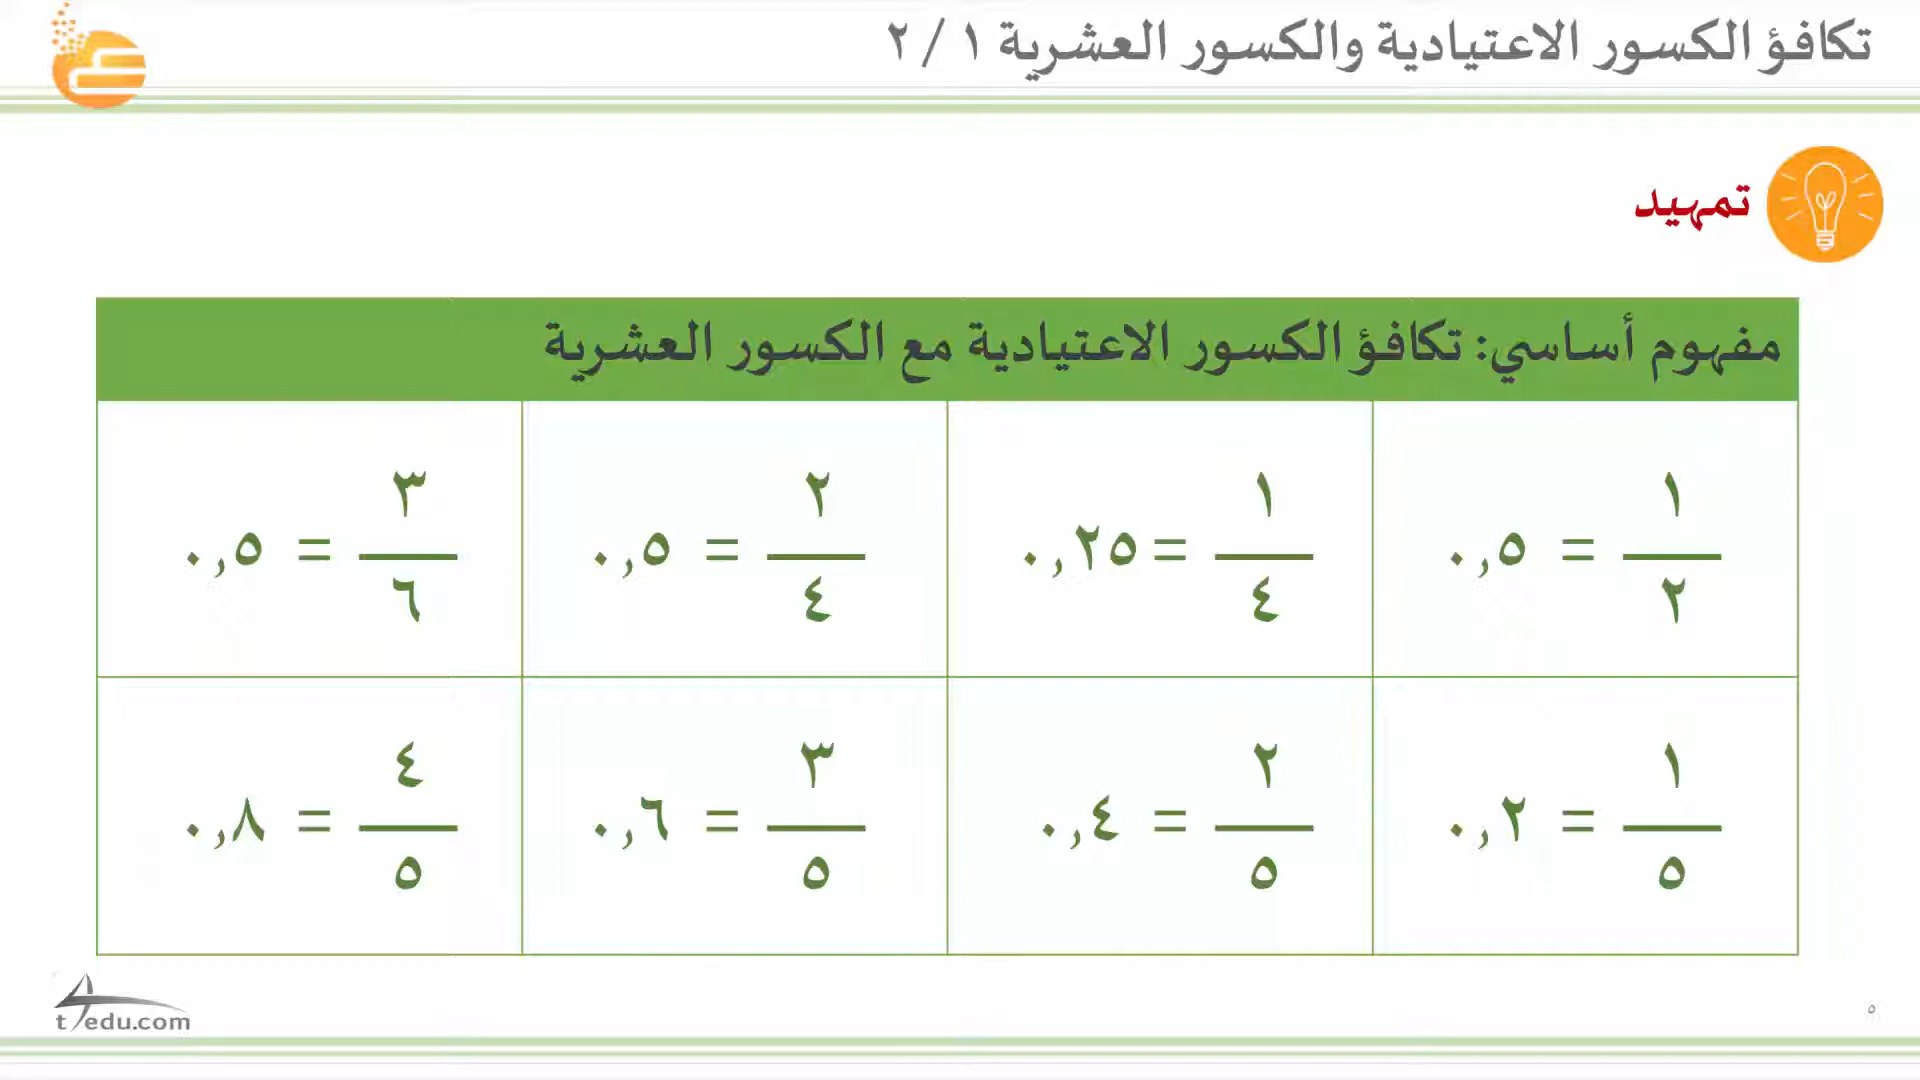 تكافؤ الكسور الاعتيادية والكسور العشرية ١ / ٢
تمهيد
مفهوم أساسي: تكافؤ الكسور الاعتيادية مع الكسور العشرية
١/٢ = ٠,٥
١/٤ = ٠,٢٥
٢/٤ = ٠,٥
٣/٦ = ٠,٥
١/٥ = ٠,٢
٢/٥ = ٠,٤
٣/٥ = ٠,٦
٤/٥ = ٠,٨
t4edu.com
٥